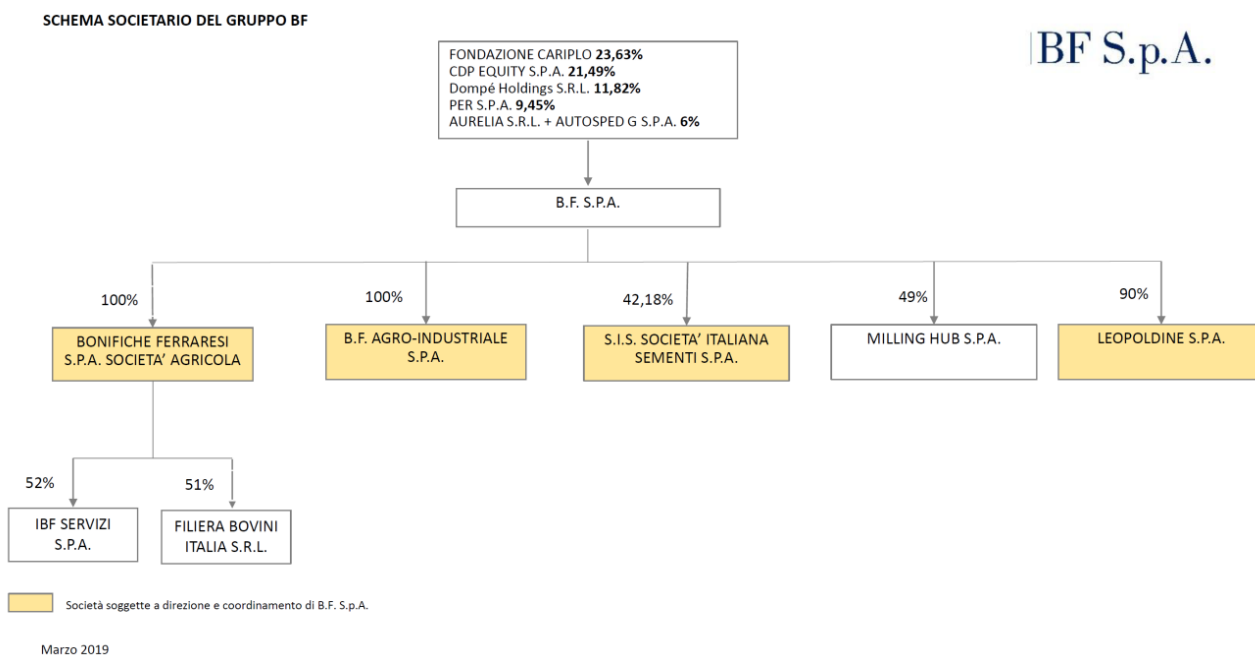 SCHEMA SOCIETARIO DEL GRUPPO BF
BF S.p.A.
FONDAZIONE CARIPLO 23,63%
CDP EQUITY S.P.A. 21,49%
Dompé Holdings S.R.L. 11,82%
PER S.P.A. 9,45%
AURELIA S.R.L. + AUTOSPED G S.P.A. 6%
B.F. S.P.A.
100%
100%
42,18%
49%
90%
BONIFICHE FERRARESI
S.P.A. SOCIETA’ AGRICOLA
B.F. AGRO-INDUSTRIALE
S.P.A.
S.I.S. SOCIETA’ ITALIANA
SEMENTI S.P.A.
MILLING HUB S.P.A.
LEOPOLDINE S.P.A.
52%
51%
IBF SERVIZI
S.P.A.
FILIERA BOVINI
ITALIA S.R.L.
Società soggette a direzione e coordinamento di B.F. S.p.A.
Marzo 2019